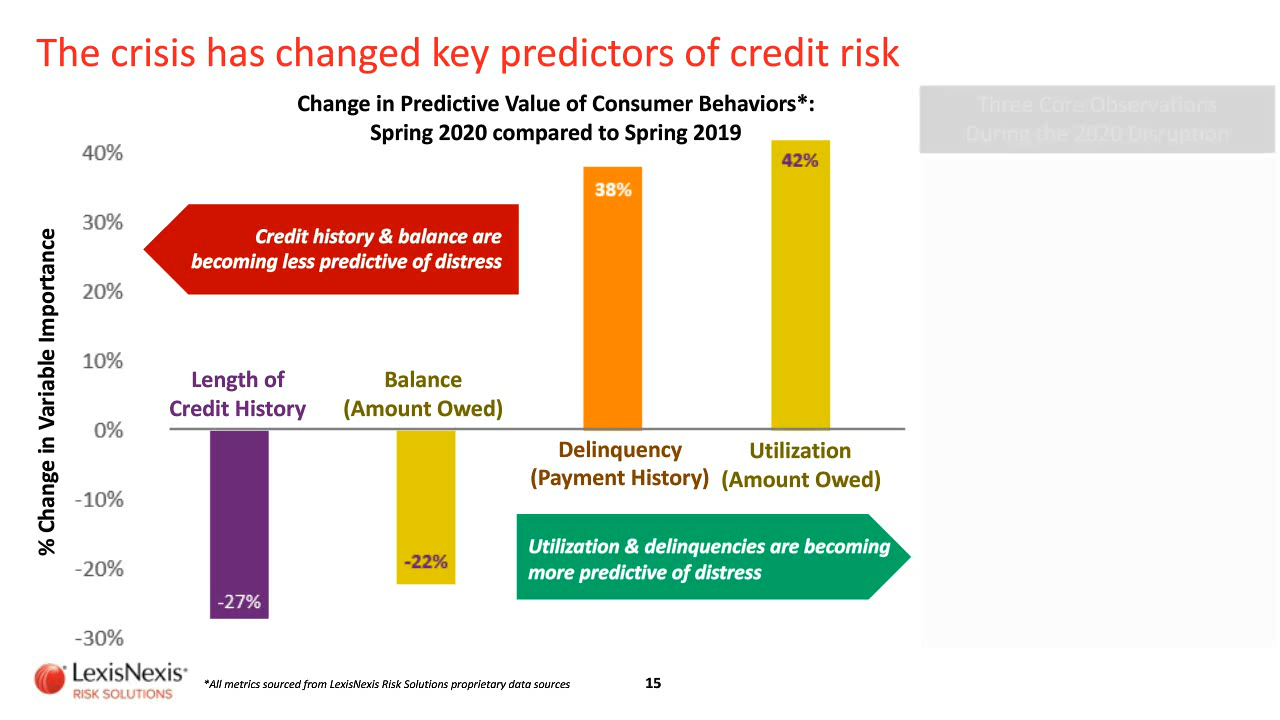 The crisis has changed key predictors of credit risk
Change in Predictive Value of Consumer Behaviors*:
Spring 2020 compared to Spring 2019
Three Core Observations
During the 2020 Disruption
% Change in Variable Importance
40%
30%
20%
10%
0%
-10%
-20%
-30%
Credit history & balance are
becoming less predictive of distress
38%
42%
Length of
Credit History
Balance
(Amount Owed)
Delinquency
(Payment History)
Utilization
(Amount Owed)
-27%
-22%
Utilization & delinquencies are becoming
more predictive of distress
LexisNexis®
RISK SOLUTIONS
*All metrics sourced from LexisNexis Risk Solutions proprietary data sources
15